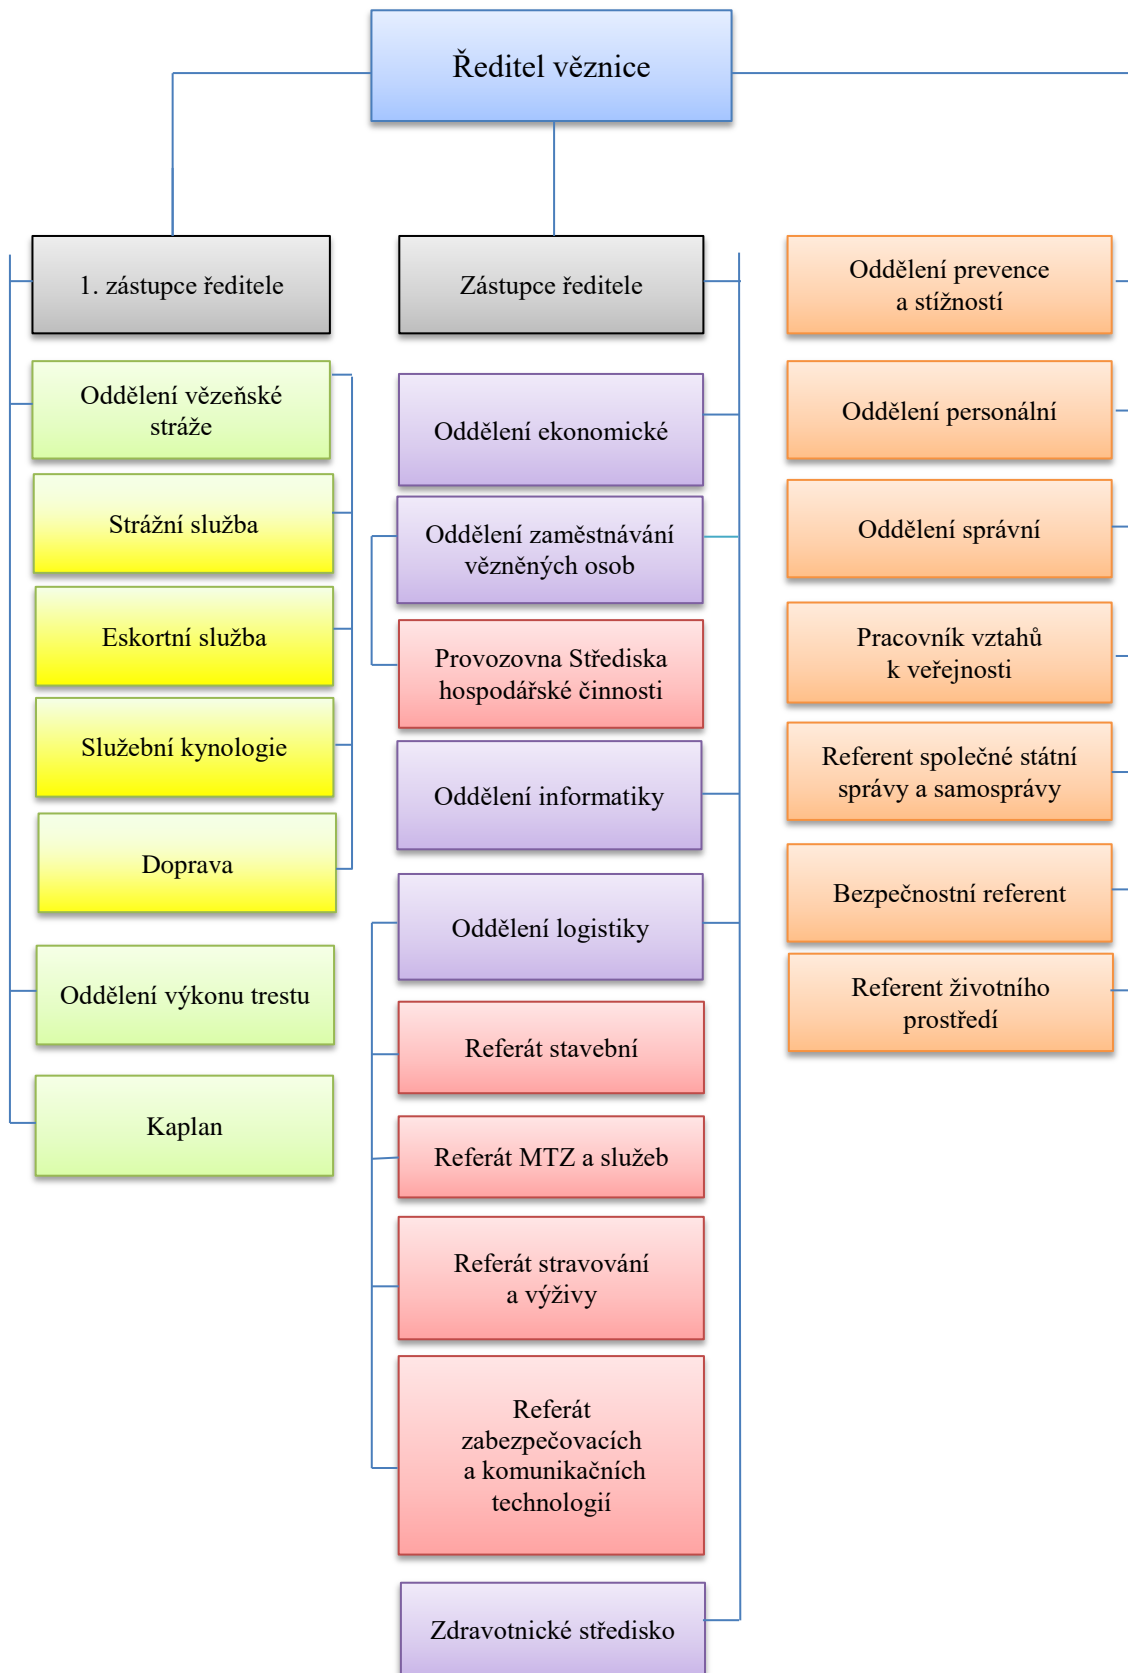 Ředitel věznice
1. zástupce ředitele
Oddělení vězeňské
stráže
Strážní služba
Eskortní služba
Služební kynologie
Doprava
Oddělení výkonu trestu
Kaplan
Zástupce ředitele
Oddělení ekonomické
Oddělení zaměstnávání
vězněných osob
Provozovna Střediska
hospodářské činnosti
Oddělení informatiky
Oddělení logistiky
Referát stavební
Referát MTZ a služeb
Referát stravování
a výživy
Referát
zabezpečovacích
a komunikačních
technologií
Zdravotnické středisko
Oddělení prevence
a stížností
Oddělení personální
Oddělení správní
Pracovník vztahů
k veřejnosti
Referent společné státní
správy a samosprávy
Bezpečnostní referent
Referent životního
prostředí